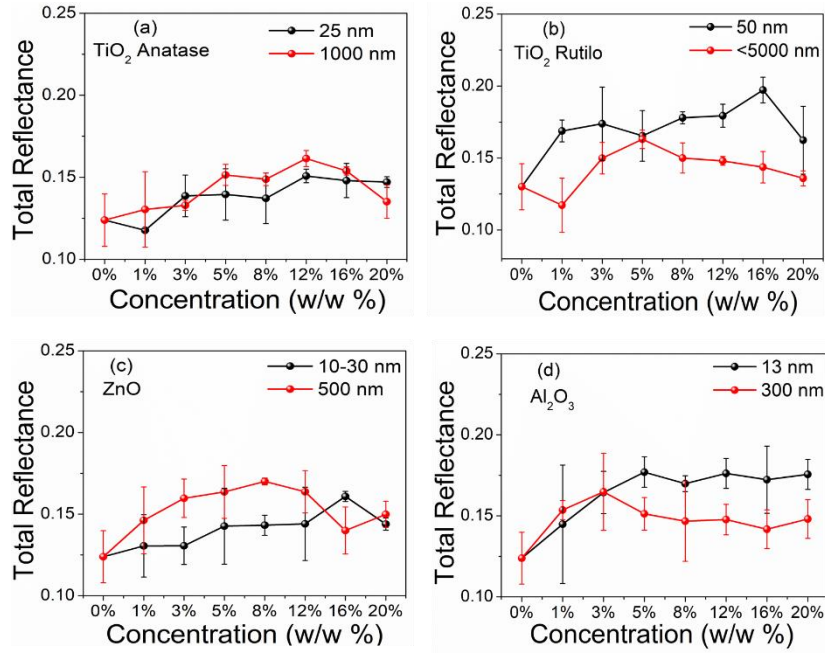 (a)
TiO₂ Anatase
25 nm
1000 nm
0.25
0.20
0.15
0.10
Total Reflectance
0% 1% 3% 5% 8% 12% 16% 20%
Concentration (w/w %)
(b)
TiO₂ Rutilo
50 nm
<5000 nm
0.25
0.20
0.15
0.10
Total Reflectance
0% 1% 3% 5% 8% 12% 16% 20%
Concentration (w/w %)
(c)
ZnO
10-30 nm
500 nm
0.25
0.20
0.15
0.10
Total Reflectance
0% 1% 3% 5% 8% 12% 16% 20%
Concentration (w/w %)
(d)
Al₂O₃
13 nm
300 nm
0.25
0.20
0.15
0.10
Total Reflectance
0% 1% 3% 5% 8% 12% 16% 20%
Concentration (w/w %)